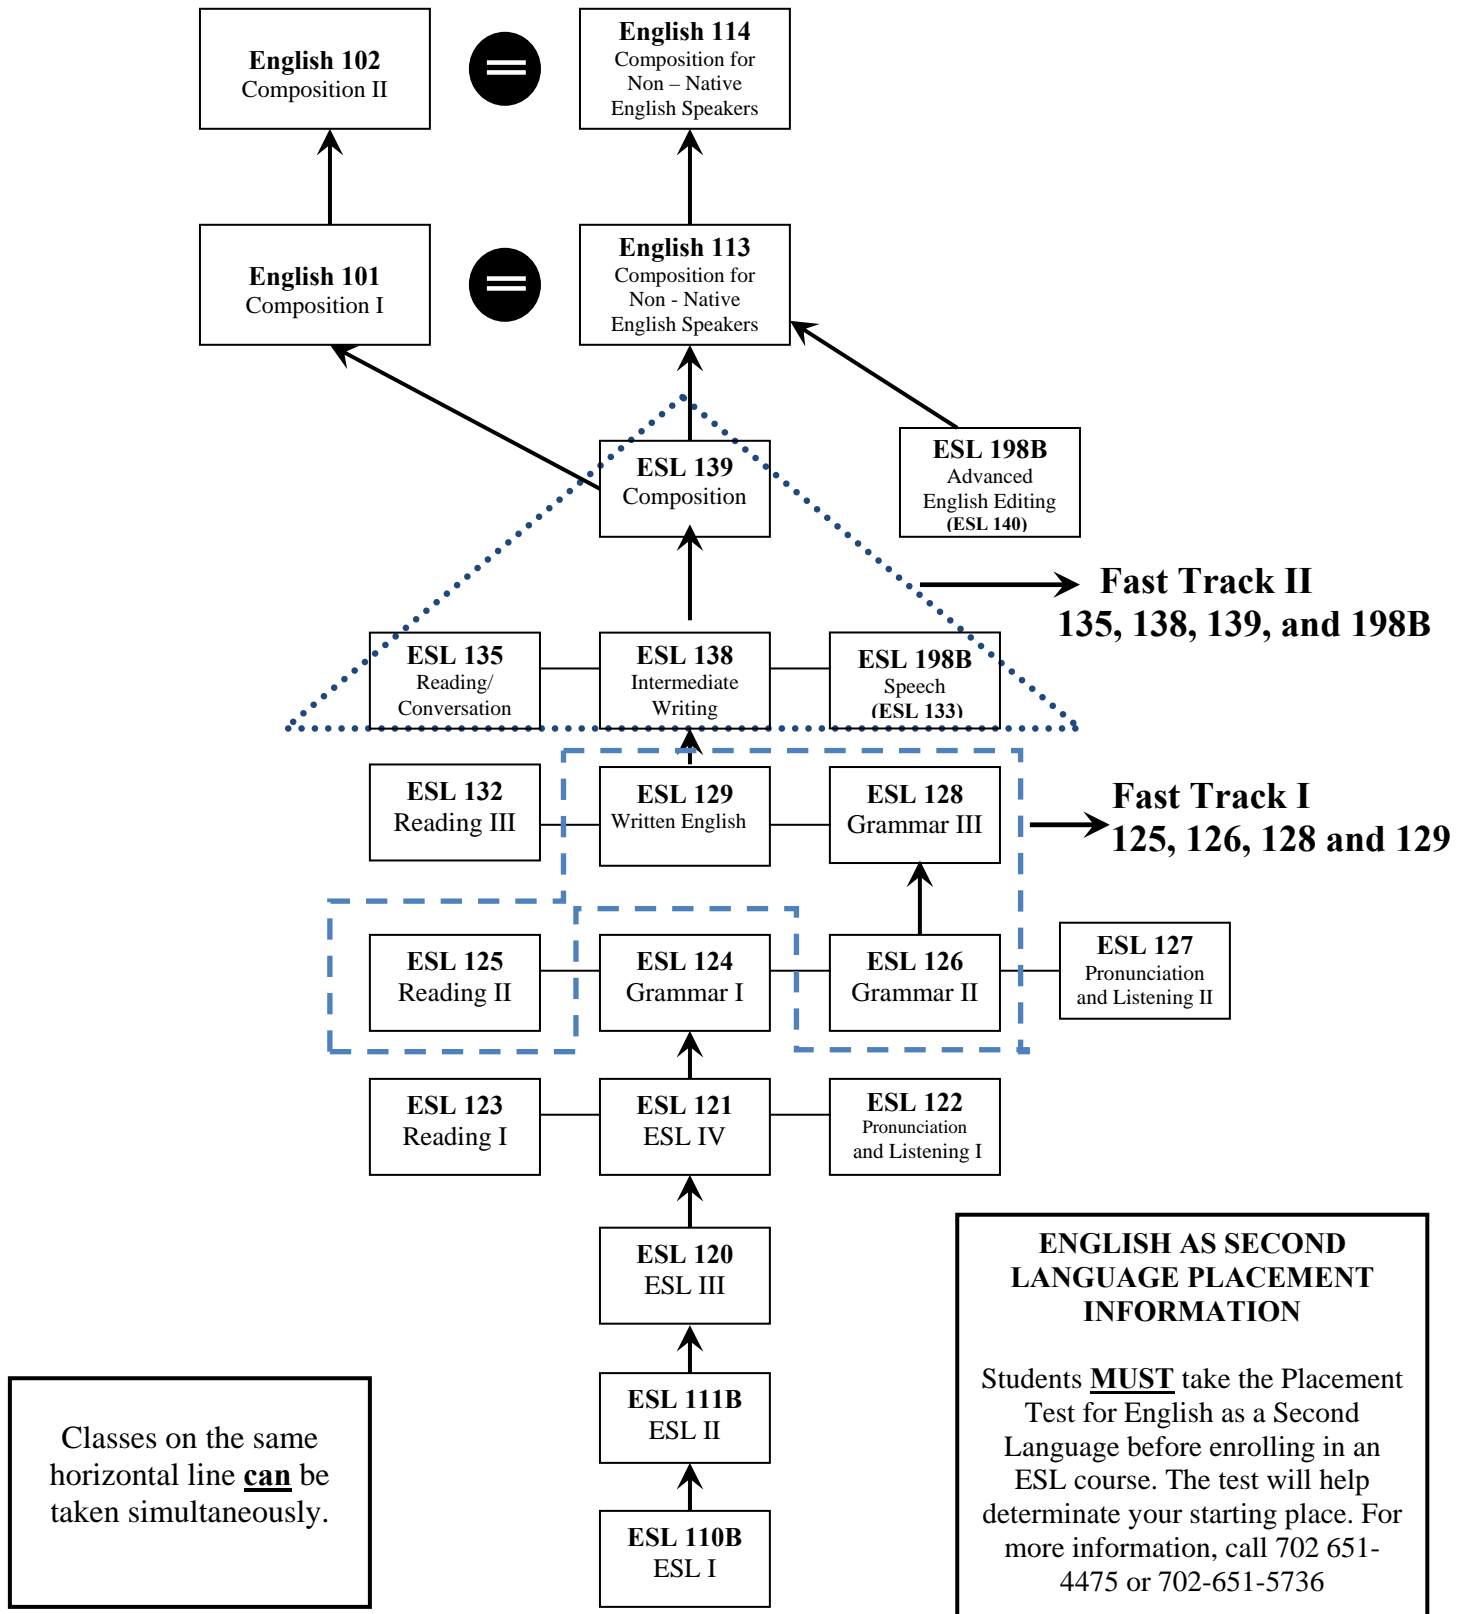 English 102
Composition II
English 114
Composition for
Non – Native
English Speakers
English 101
Composition I
English 113
Composition for
Non - Native
English Speakers
ESL 139
Composition
ESL 198B
Advanced
English Editing
(ESL 140)
Fast Track II
135, 138, 139, and 198B
ESL 135
Reading/
Conversation
ESL 138
Intermediate
Writing
ESL 198B
Speech
(ESL 133)
ESL 132
Reading III
ESL 129
Written English
ESL 128
Grammar III
Fast Track I
125, 126, 128 and 129
ESL 125
Reading II
ESL 124
Grammar I
ESL 126
Grammar II
ESL 127
Pronunciation
and Listening II
ESL 123
Reading I
ESL 121
ESL IV
ESL 122
Pronunciation
and Listening I
ESL 120
ESL III
ESL 111B
ESL II
ESL 110B
ESL I
Classes on the same
horizontal line can be
taken simultaneously.
ENGLISH AS SECOND
LANGUAGE PLACEMENT
INFORMATION
Students MUST take the Placement
Test for English as a Second
Language before enrolling in an
ESL course. The test will help
determinate your starting place. For
more information, call 702 651-
4475 or 702-651-5736